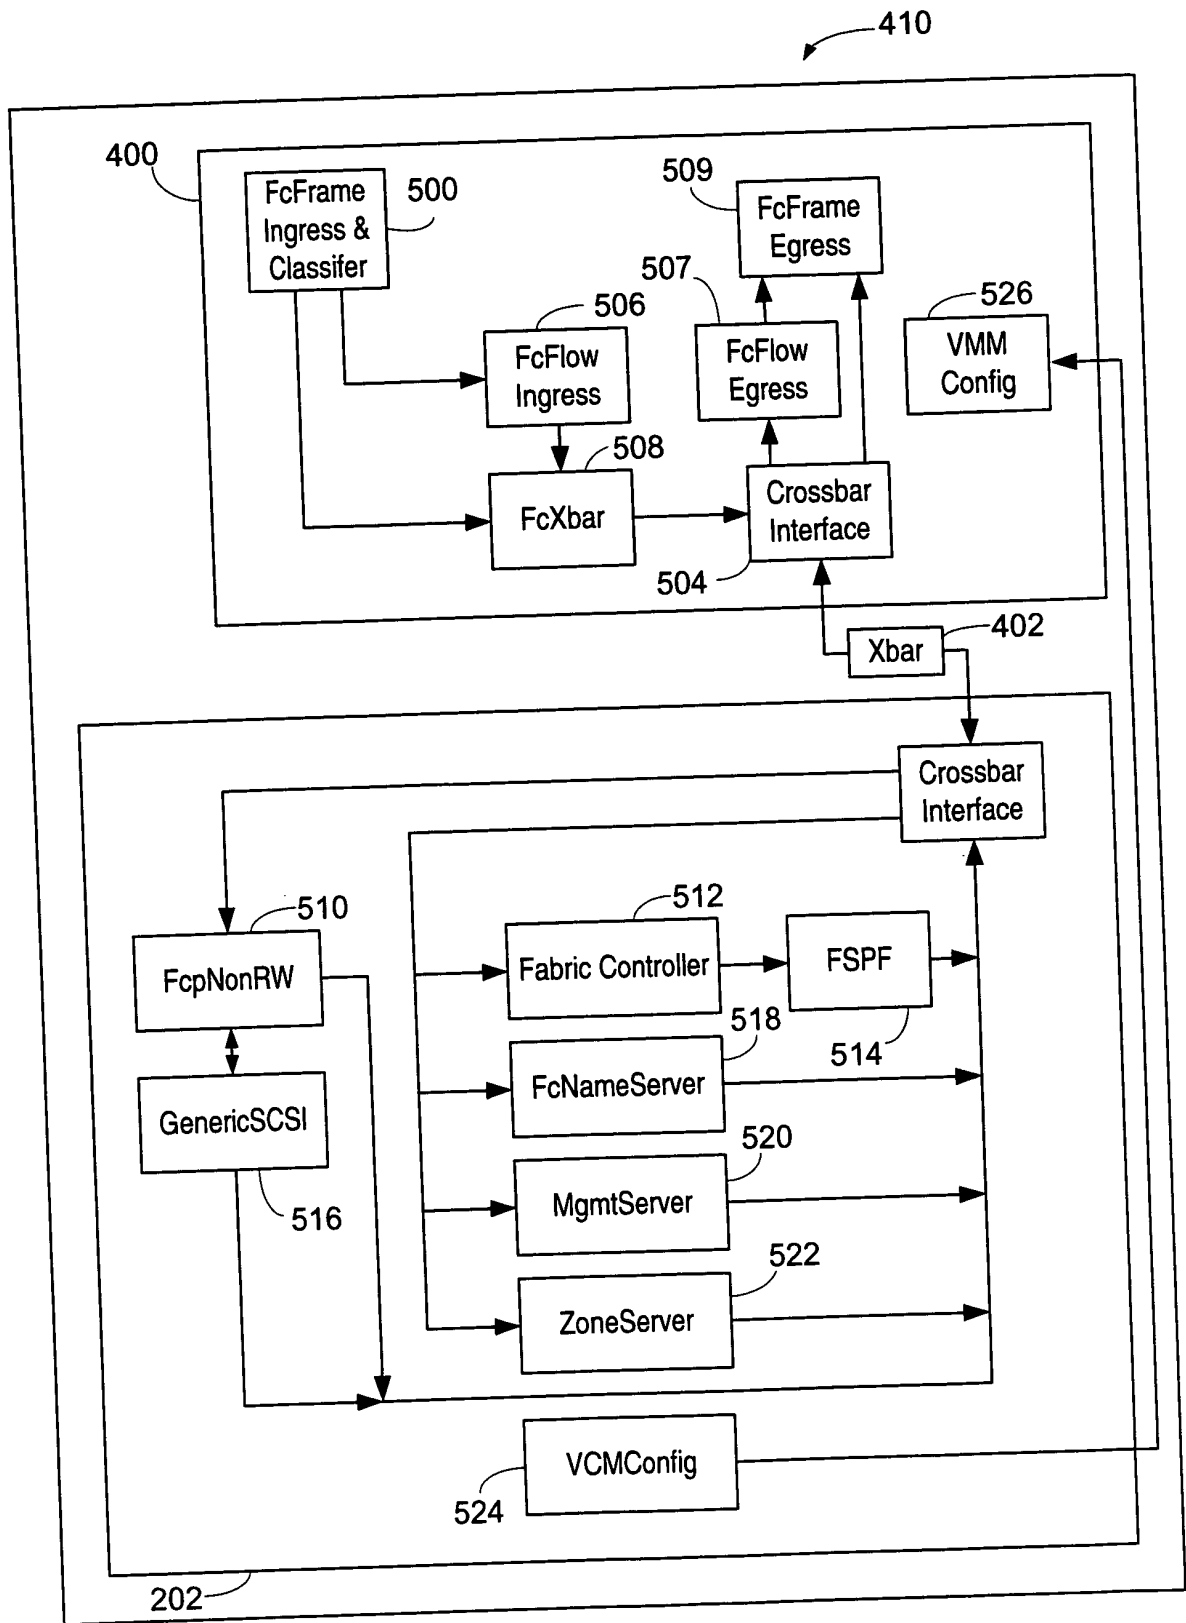 410
400
FcFrame
Ingress &
Classifer
500
509
FcFrame
Egress
507
506
526
FcFlow
Ingress
FcFlow
Egress
VMM
Config
508
FcXbar
Crossbar
Interface
504
402
Xbar
Crossbar
Interface
510
FcpNonRW
512
Fabric Controller
FSPF
514
518
FcNameServer
GenericSCSI
516
520
MgmtServer
522
ZoneServer
VCMConfig
524
202